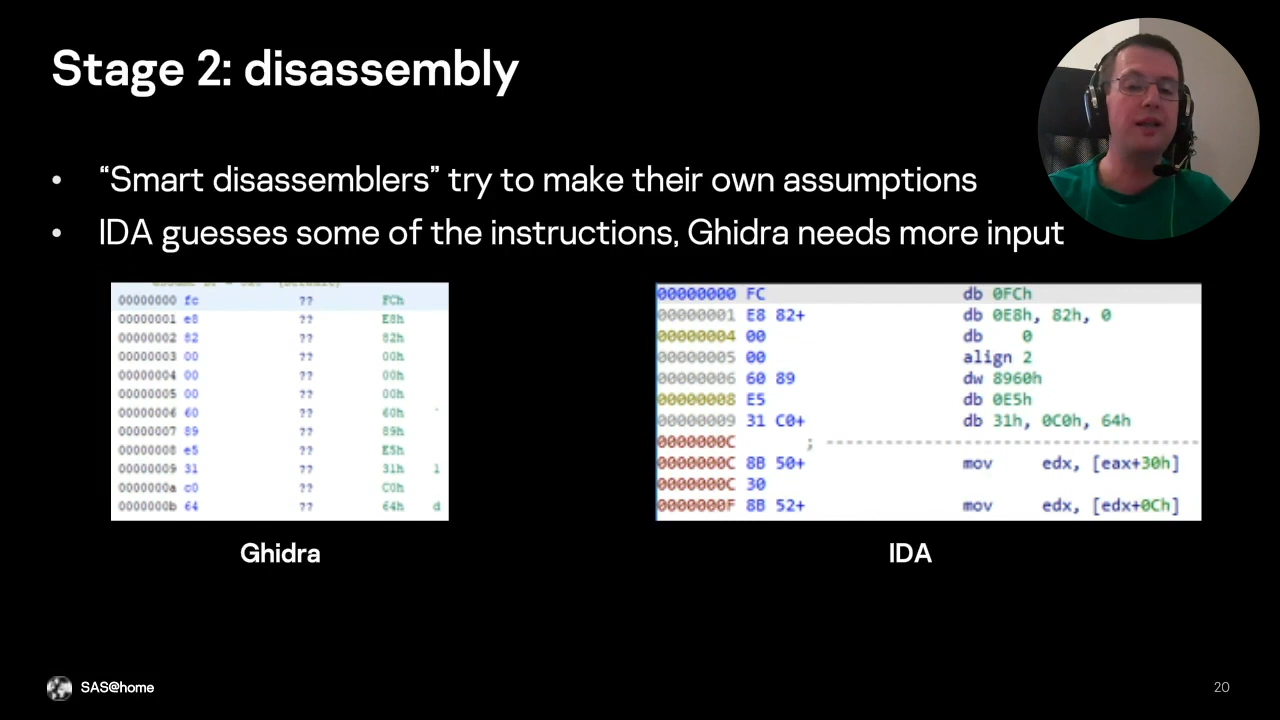 Stage 2: disassembly
• “Smart disassemblers” try to make their own assumptions
• IDA guesses some of the instructions, Ghidra needs more input
00000000 fc ?? FCh
00000001 e8 ?? E8h
00000002 82 ?? 82h
00000003 00 ?? 00h
00000004 00 ?? 00h
00000005 00 ?? 00h
00000006 60 ?? 60h
00000007 89 ?? 89h
00000008 e5 ?? E5h
00000009 31 ?? 31h 1
0000000a c0 ?? C0h
0000000b 64 ?? 64h d
Ghidra
00000000 FC db 0FCh
00000001 E8 82+ db 0E8h, 82h, 0
00000004 00 db 0
00000005 00 align 2
00000006 60 89 dw 8960h
00000008 E5 db 0E5h
00000009 31 C0+ db 31h, 0C0h, 64h
0000000C ; ---------------------------------------
0000000C 8B 50+ mov edx, [eax+30h]
0000000C 30
0000000F 8B 52+ mov edx, [edx+0Ch]
IDA
SAS@home
20